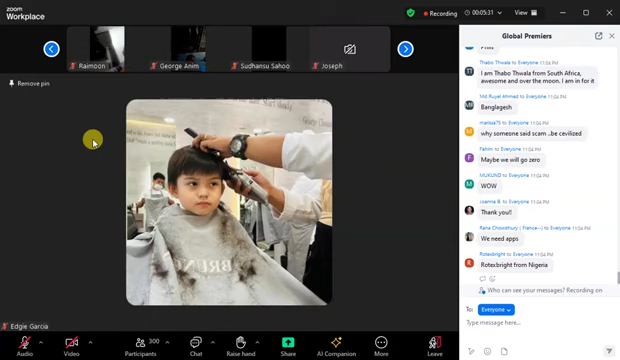 zoom
Workplace
Recording
00:05:31
View
Raimoon
George Anim
Sudhansu Sahoo
Joseph
Remove pin
Edgie Garcia
Global Premiers
Thabo Thwala to Everyone 11:04 PM
TT
I am Thabo Thwala from South Africa,
awesome and over the moon. I am in for it
Md Ruyel Ahmed to Everyone 11:04 PM
Banglagesh
marissa75 to Everyone 11:04 PM
why someone said scam ..be cevilized
Fahim to Everyone 11:04 PM
Maybe we will go zero
MUKUND to Everyone 11:04 PM
M
WOW
Joanna B. to Everyone 11:04 PM
Thank you!!
Rana Chowdhury ( France--) to Everyone 11:04 PM
We need apps
Rotexbright to Everyone 11:04 PM
R
Rotexbright from Nigeria
Who can see your messages? Recording on
To: Everyone
Type message here...
Audio
Video
300
Participants
Chat
Raise hand
Share
AI Companion
More
Leave